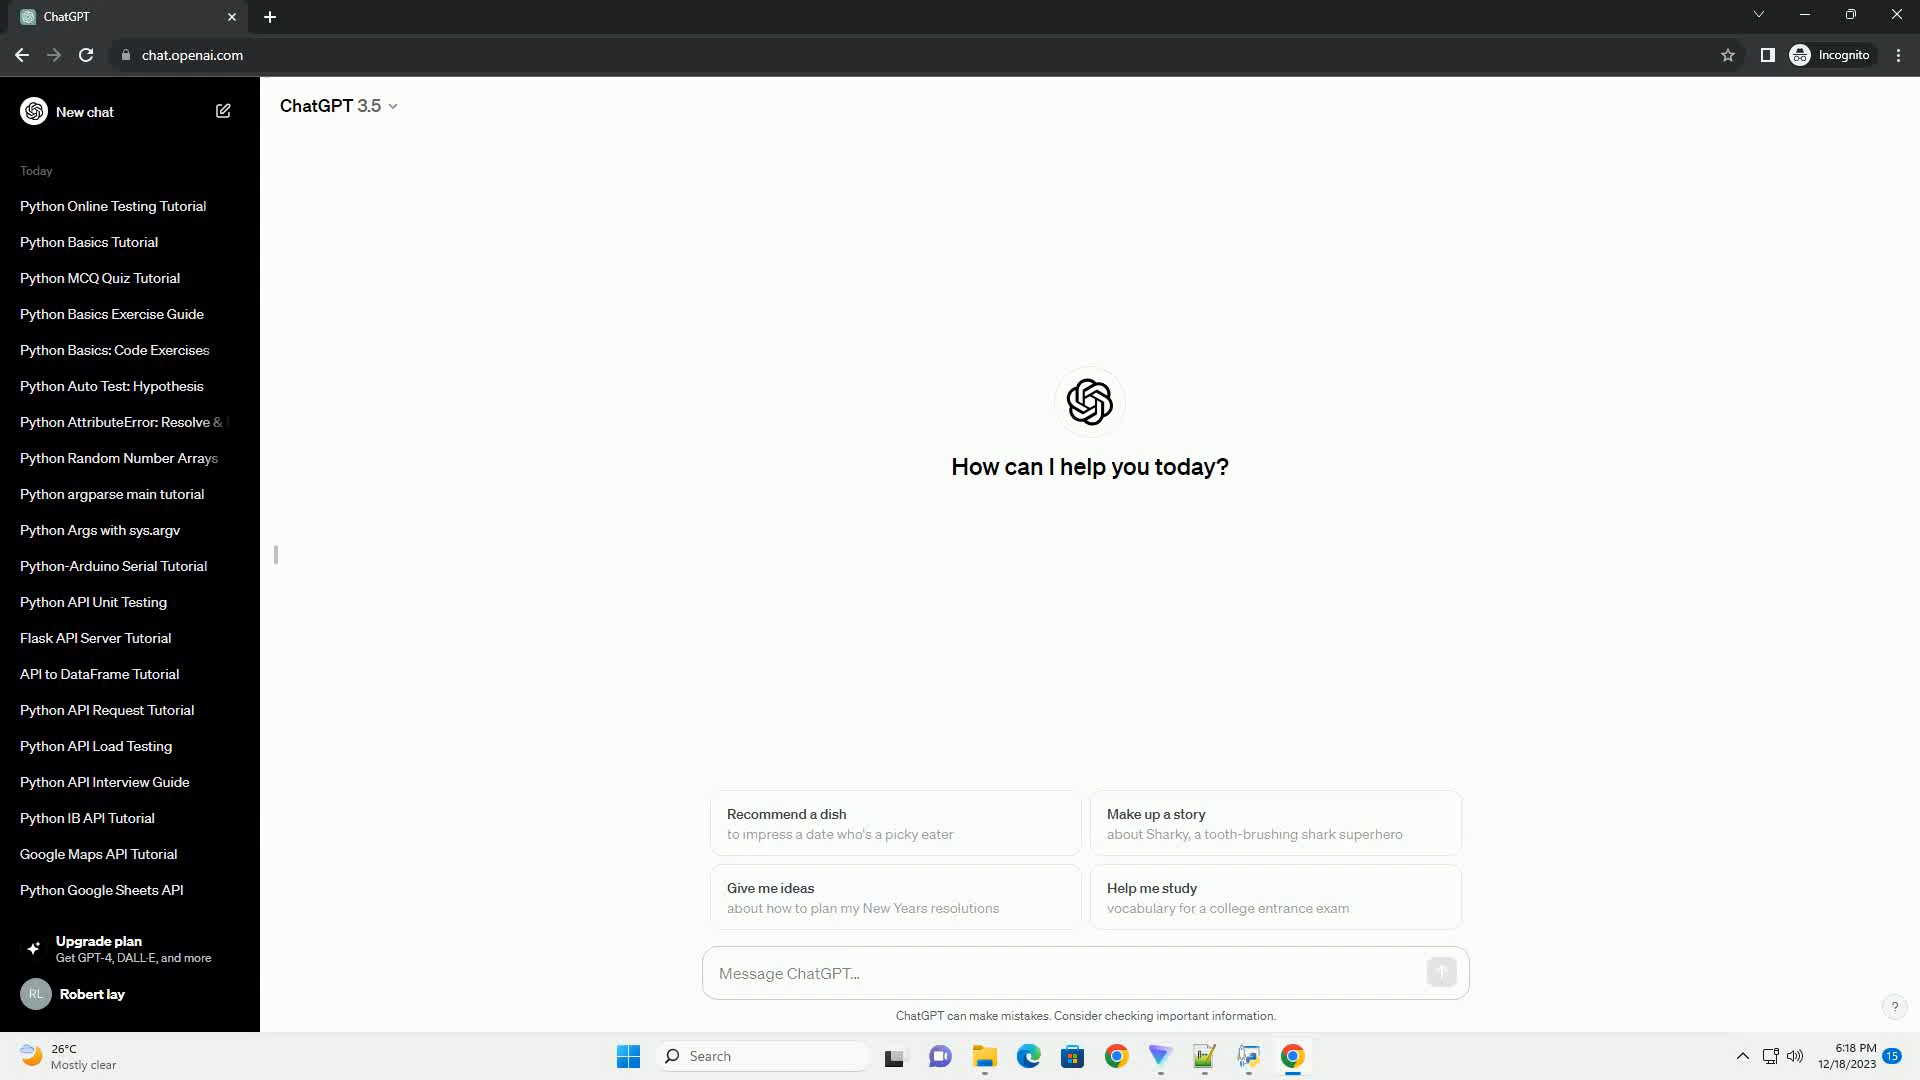 ChatGPT
chat.openai.com
Incognito
New chat
ChatGPT 3.5
Today
Python Online Testing Tutorial
Python Basics Tutorial
Python MCQ Quiz Tutorial
Python Basics Exercise Guide
Python Basics: Code Exercises
Python Auto Test: Hypothesis
Python AttributeError: Resolve &
Python Random Number Arrays
Python argparse main tutorial
Python Args with sys.argv
Python-Arduino Serial Tutorial
Python API Unit Testing
Flask API Server Tutorial
API to DataFrame Tutorial
Python API Request Tutorial
Python API Load Testing
Python API Interview Guide
Python IB API Tutorial
Google Maps API Tutorial
Python Google Sheets API
Upgrade plan
Get GPT-4, DALL·E, and more
RL
Robert lay
How can I help you today?
Recommend a dish
to impress a date who's a picky eater
Make up a story
about Sharky, a tooth-brushing shark superhero
Give me ideas
about how to plan my New Years resolutions
Help me study
vocabulary for a college entrance exam
Message ChatGPT...
ChatGPT can make mistakes. Consider checking important information.
?
26°C
Mostly clear
Search
6:18 PM
12/18/2023
15